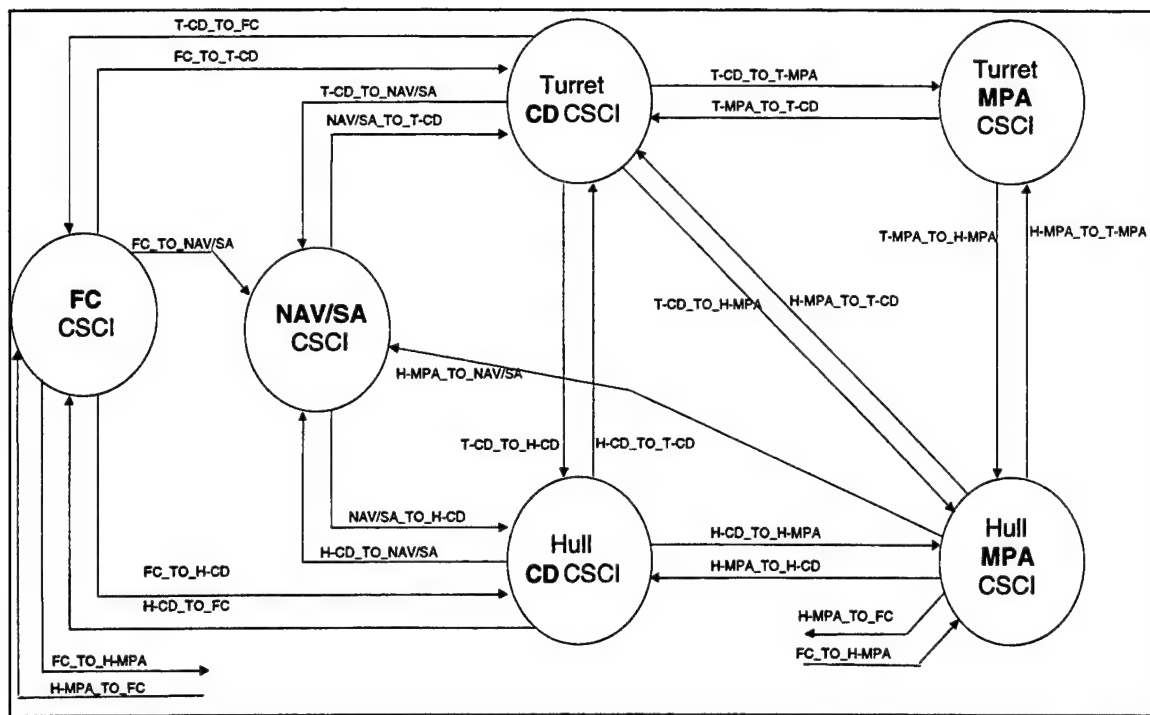 T-CD_TO_FC
FC_TO_T-CD
T-CD_TO_NAV/SA
NAV/SA_TO_T-CD
Turret
CD CSCI
T-CD_TO_T-MPA
T-MPA_TO_T-CD
Turret
MPA
CSCI
FC_TO_NAV/SA
T-MPA_TO_H-MPA
H-MPA_TO_T-MPA
FC
CSCI
NAV/SA
CSCI
T-CD_TO_H-MPA
H-MPA_TO_T-CD
H-MPA_TO_NAV/SA
T-CD_TO_H-CD
H-CD_TO_T-CD
NAV/SA_TO_H-CD
H-CD_TO_NAV/SA
Hull
CD CSCI
H-CD_TO_H-MPA
H-MPA_TO_H-CD
Hull
MPA
CSCI
FC_TO_H-CD
H-CD_TO_FC
H-MPA_TO_FC
FC_TO_H-MPA
FC_TO_H-MPA
H-MPA_TO_FC